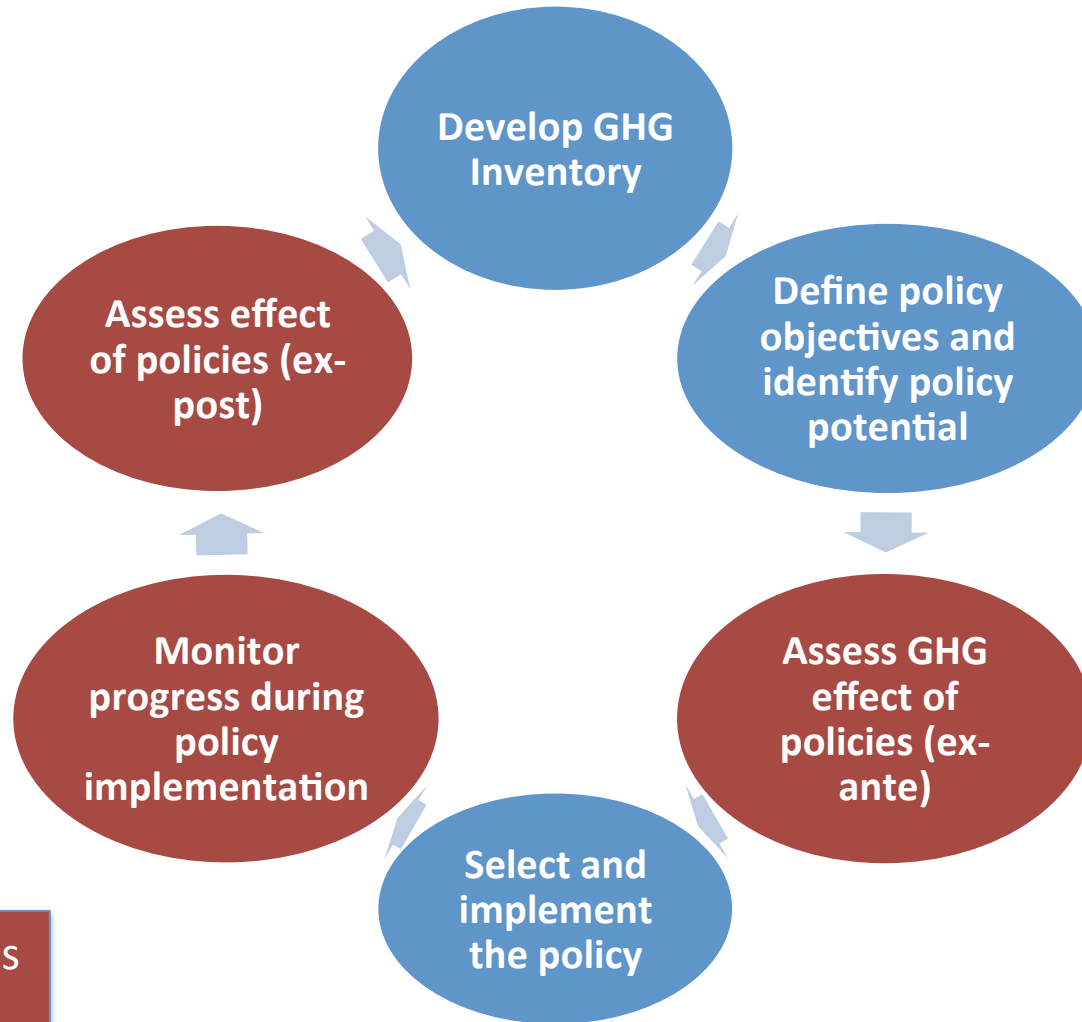 Develop GHG
Inventory
Define policy
objectives and
identify policy
potential
Assess GHG
effect of
policies (ex-
ante)
Select and
implement
the policy
Monitor
progress during
policy
implementation
Assess effect
of policies (ex-
post)